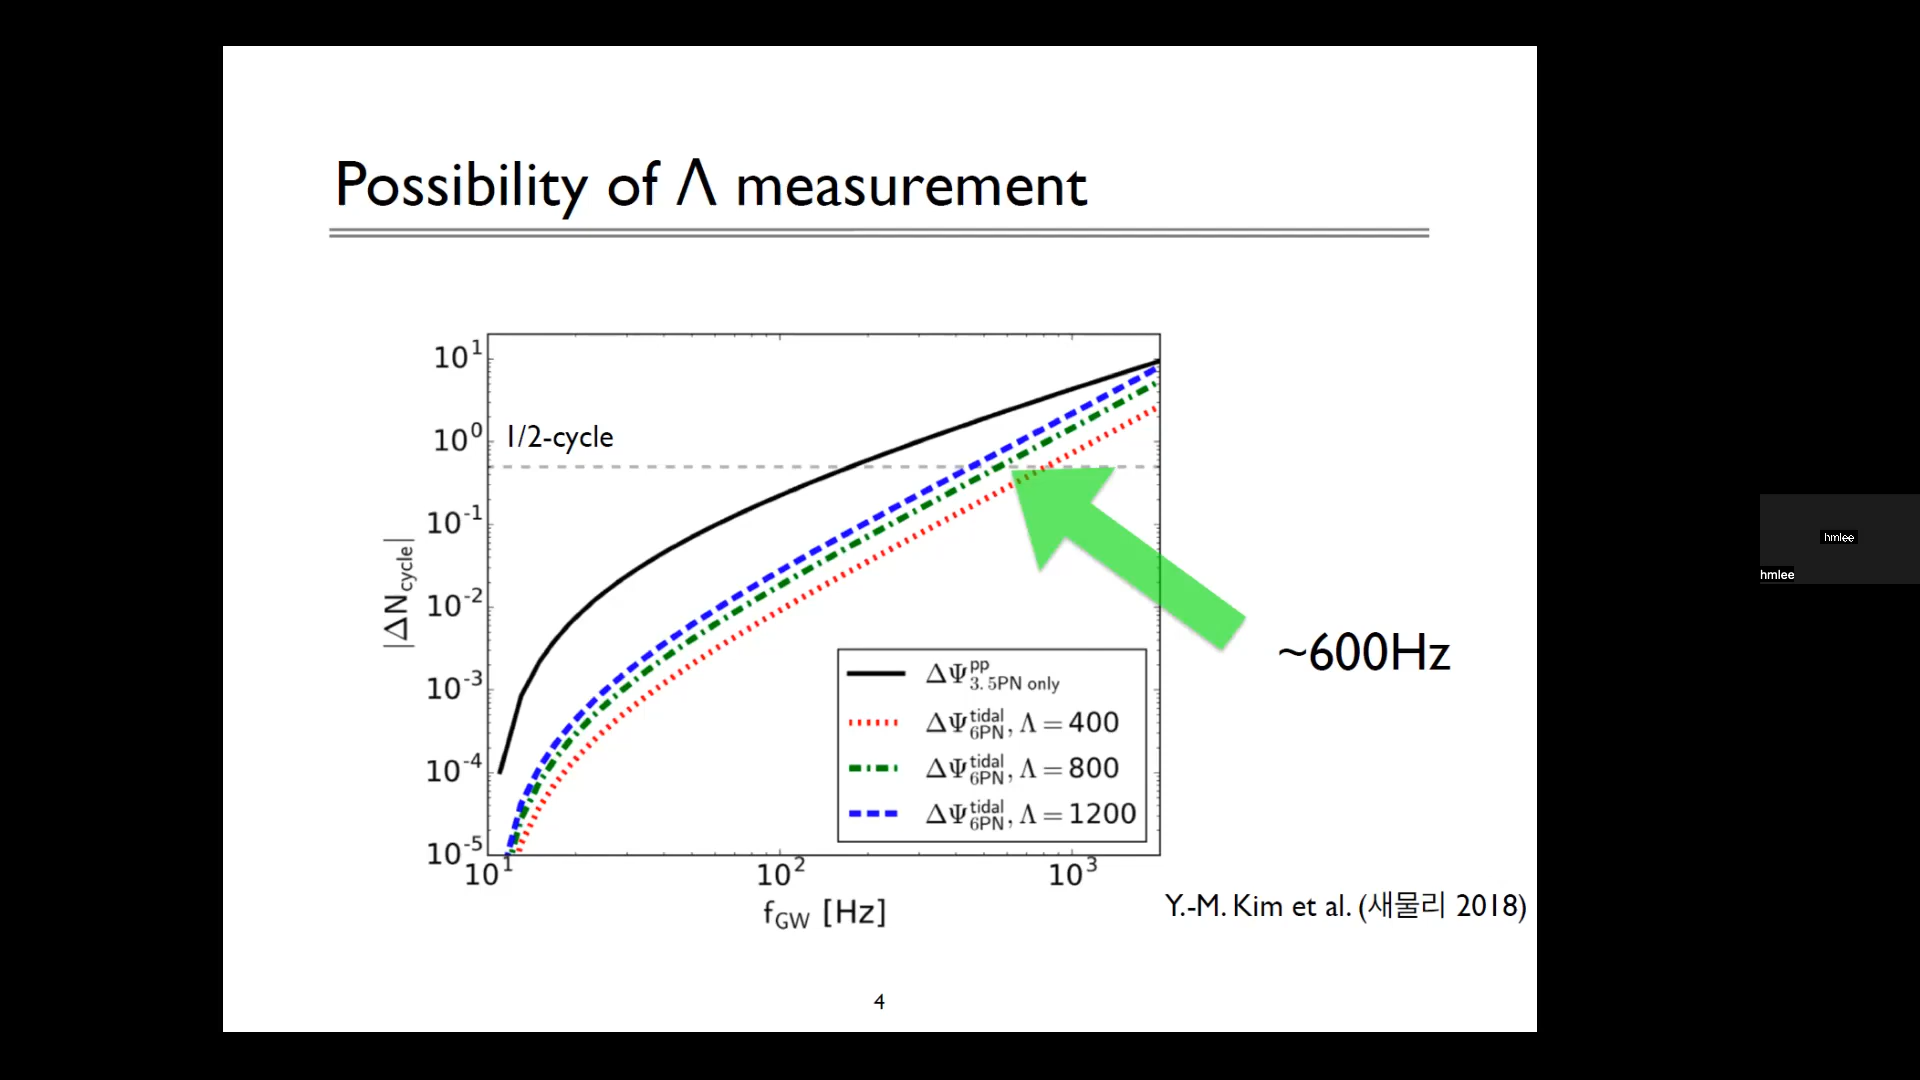 Possibility of Λ measurement
10¹
10⁰
10⁻¹
10⁻²
10⁻³
10⁻⁴
10⁻⁵
|ΔN_cycle|
1/2-cycle
ΔΨ^pp_3.5PN only
ΔΨ^tidal_6PN, Λ = 400
ΔΨ^tidal_6PN, Λ = 800
ΔΨ^tidal_6PN, Λ = 1200
10¹ 10² 10³
f_GW [Hz]
~600Hz
Y.-M. Kim et al. (새물리 2018)
4
hmlee
hmlee